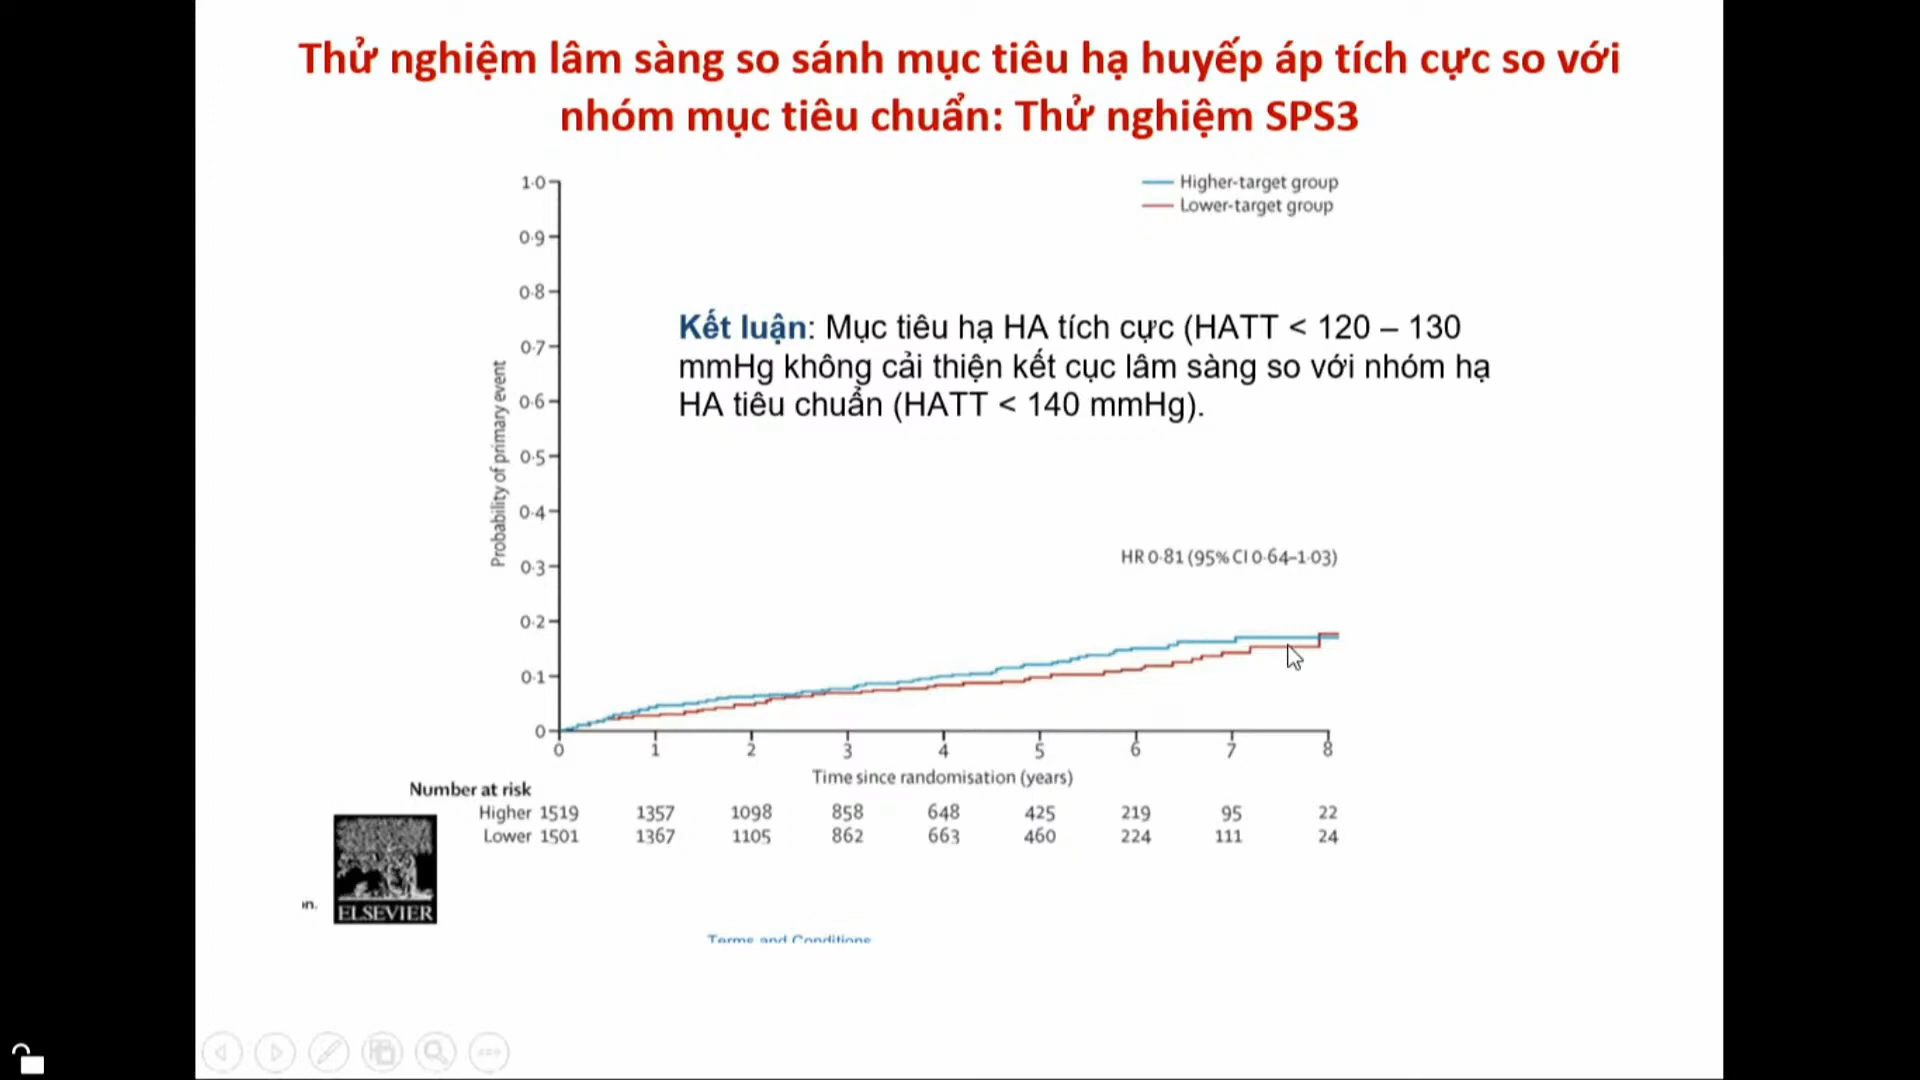 Thử nghiệm lâm sàng so sánh mục tiêu hạ huyếp áp tích cực so với
nhóm mục tiêu chuẩn: Thử nghiệm SPS3
Higher-target group
Lower-target group
1·0
0·9
0·8
0·7
0·6
0·5
0·4
0·3
0·2
0·1
0
Probability of primary event
Kết luận: Mục tiêu hạ HA tích cực (HATT < 120 – 130
mmHg không cải thiện kết cục lâm sàng so với nhóm hạ
HA tiêu chuẩn (HATT < 140 mmHg).
HR 0·81 (95% CI 0·64–1·03)
0 1 2 3 4 5 6 7 8
Time since randomisation (years)
Number at risk
Higher 1519 1357 1098 858 648 425 219 95 22
Lower 1501 1367 1105 862 663 460 224 111 24
ELSEVIER
Terms and Conditions